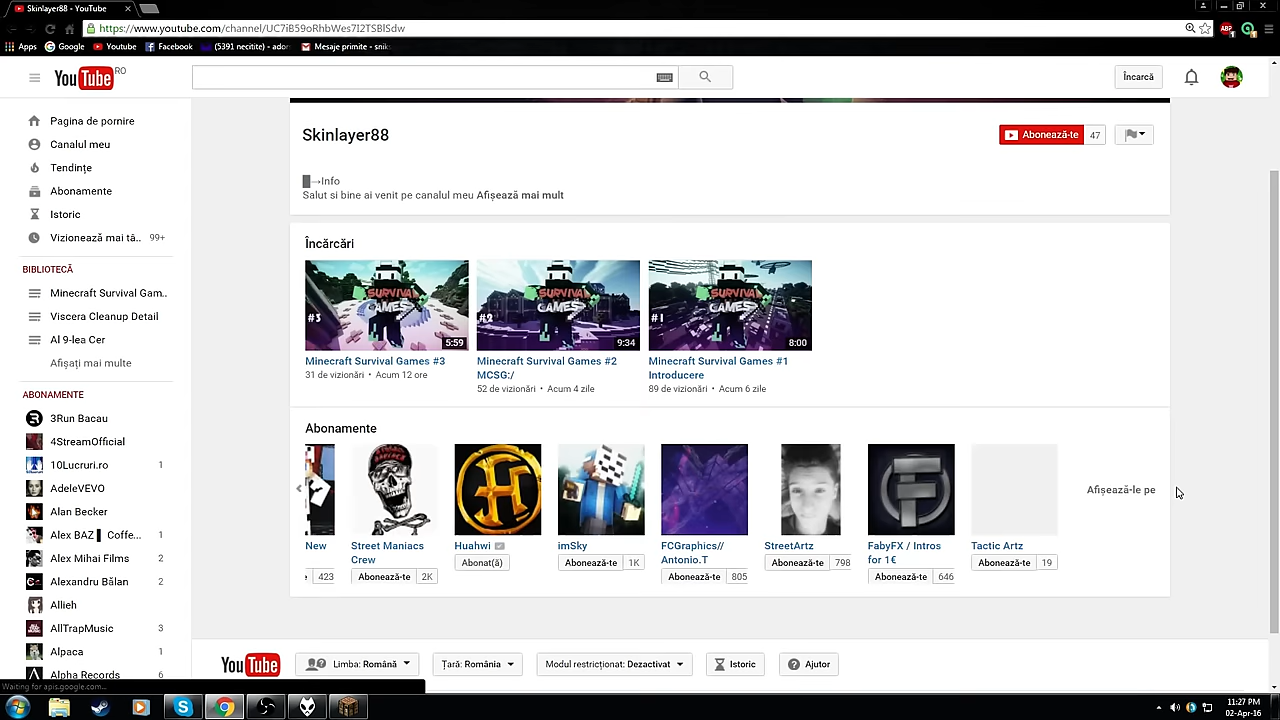 Skinlayer88 - YouTube
https://www.youtube.com/channel/UC7iB59oRhbWes7I2TSBlSdw
Apps Google Youtube Facebook (5391 necitite) - ador Mesaje primite - snik
YouTube RO
Încarcă
Pagina de pornire
Canalul meu
Tendințe
Abonamente
Istoric
Vizionează mai tâ.. 99+
BIBLIOTECĂ
Minecraft Survival Gam..
Viscera Cleanup Detail
Al 9-lea Cer
Afișați mai multe
ABONAMENTE
3Run Bacau
4StreamOfficial
10Lucruri.ro 1
AdeleVEVO
Alan Becker
Alex BAZ ▌ Coffe... 1
Alex Mihai Films 2
Alexandru Bălan 2
Allieh
AllTrapMusic 3
Alpaca 1
Alpha Records 6
Waiting for apis.google.com...
Skinlayer88
Abonează-te 47
█→Info
Salut si bine ai venit pe canalul meu Afișează mai mult
Încărcări
SURVIVAL GAMES #3 5:59
SURVIVAL GAMES #2 9:34
SURVIVAL GAMES #1 8:00
Minecraft Survival Games #3
31 de vizionări • Acum 12 ore
Minecraft Survival Games #2
MCSG:/
52 de vizionări • Acum 4 zile
Minecraft Survival Games #1
Introducere
89 de vizionări • Acum 6 zile
Abonamente
New
423
Street Maniacs
Crew
Abonează-te 2K
Huahwi
Abonat(ă)
imSky
Abonează-te 1K
FCGraphics//
Antonio.T
Abonează-te 805
StreetArtz
Abonează-te 798
FabyFX / Intros
for 1€
Abonează-te 646
Tactic Artz
Abonează-te 19
Afișează-le pe
YouTube Limba: Română Țară: România Modul restricționat: Dezactivat Istoric Ajutor
11:27 PM
02-Apr-16